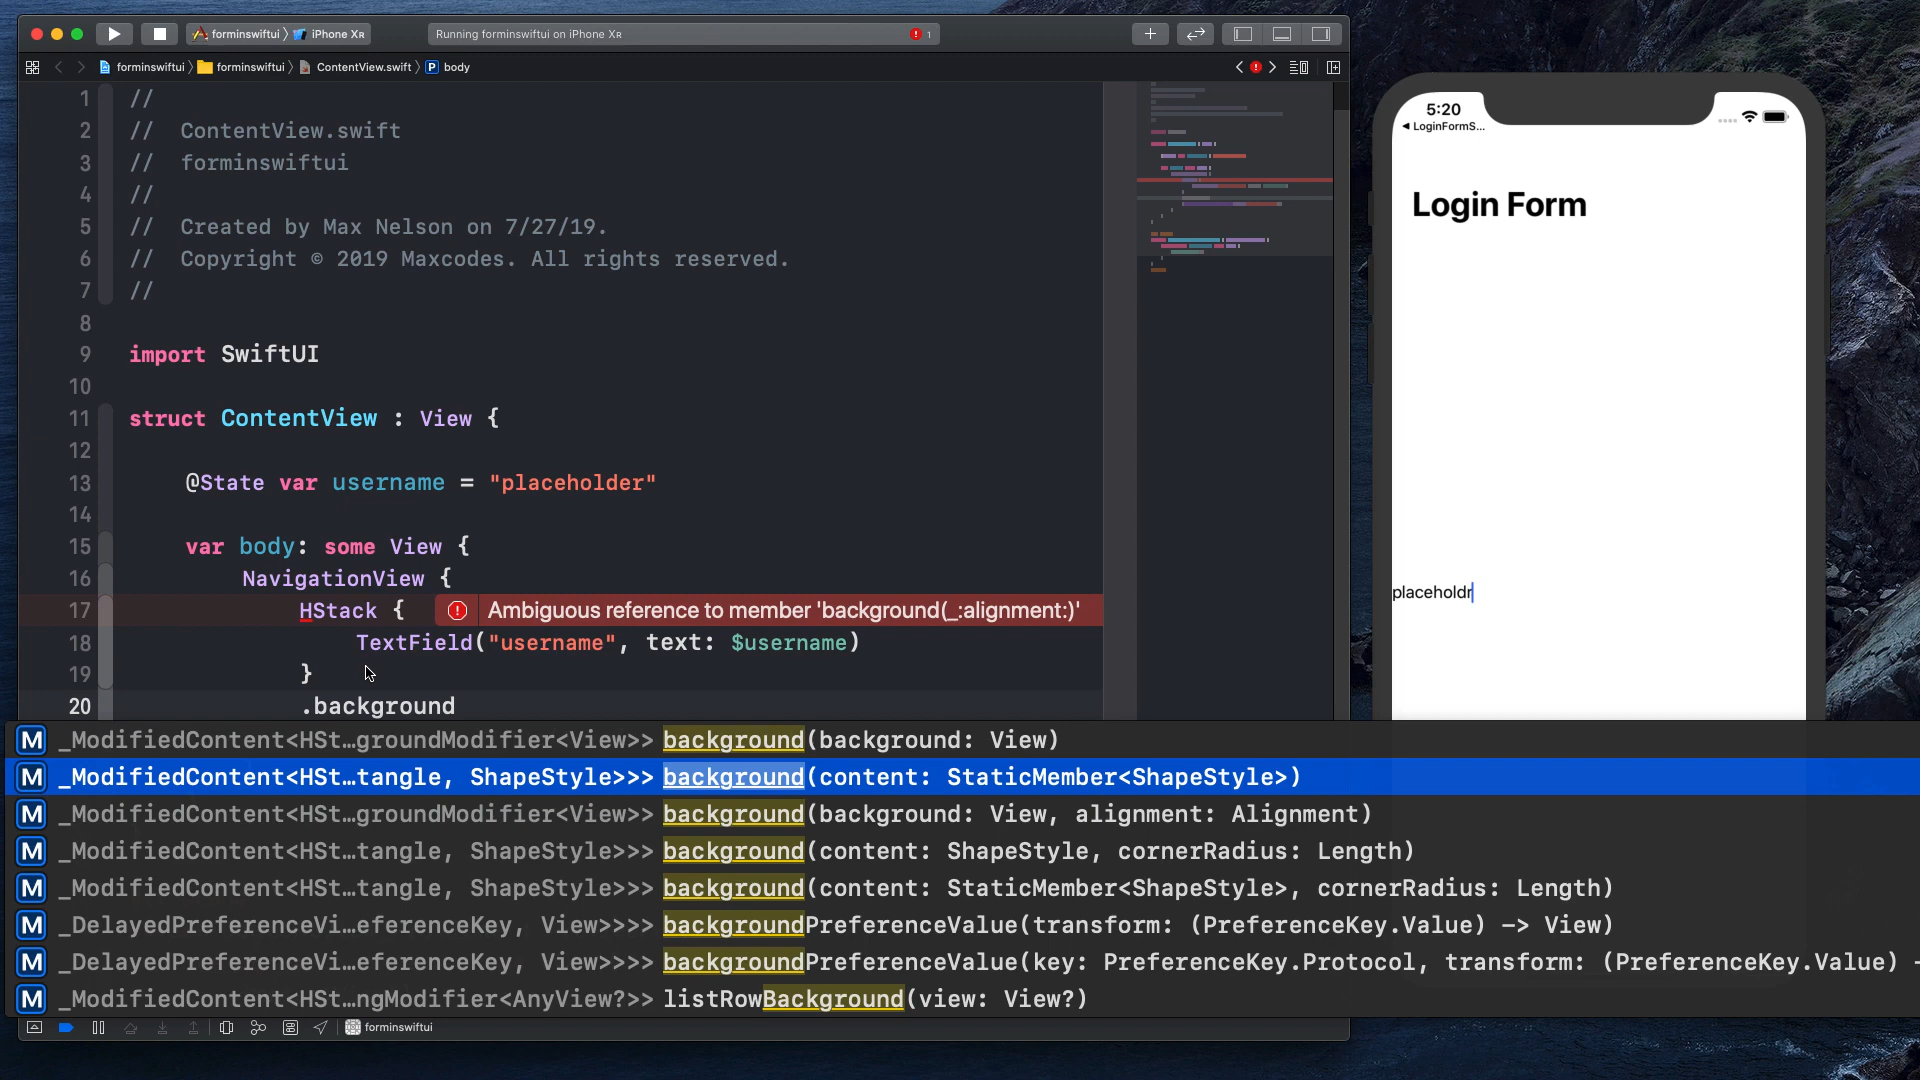 forminswiftui 〉 iPhone XR
Running forminswiftui on iPhone XR
1
forminswiftui 〉 forminswiftui 〉 ContentView.swift 〉 P body
1 //
2 // ContentView.swift
3 // forminswiftui
4 //
5 // Created by Max Nelson on 7/27/19.
6 // Copyright © 2019 Maxcodes. All rights reserved.
7 //
8
9 import SwiftUI
10
11 struct ContentView : View {
12
13 @State var username = "placeholder"
14
15 var body: some View {
16 NavigationView {
17 HStack { Ambiguous reference to member 'background(_:alignment:)'
18 TextField("username", text: $username)
19 }
20 .background
M _ModifiedContent<HSt…groundModifier<View>> background(background: View)
M _ModifiedContent<HSt…tangle, ShapeStyle>>> background(content: StaticMember<ShapeStyle>)
M _ModifiedContent<HSt…groundModifier<View>> background(background: View, alignment: Alignment)
M _ModifiedContent<HSt…tangle, ShapeStyle>>> background(content: ShapeStyle, cornerRadius: Length)
M _ModifiedContent<HSt…tangle, ShapeStyle>>> background(content: StaticMember<ShapeStyle>, cornerRadius: Length)
M _DelayedPreferenceVi…eferenceKey, View>>>> backgroundPreferenceValue(transform: (PreferenceKey.Value) -> View)
M _DelayedPreferenceVi…eferenceKey, View>>>> backgroundPreferenceValue(key: PreferenceKey.Protocol, transform: (PreferenceKey.Value) -
M _ModifiedContent<HSt…ngModifier<AnyView?>> listRowBackground(view: View?)
forminswiftui
5:20
◀ LoginFormS...
Login Form
placeholdr